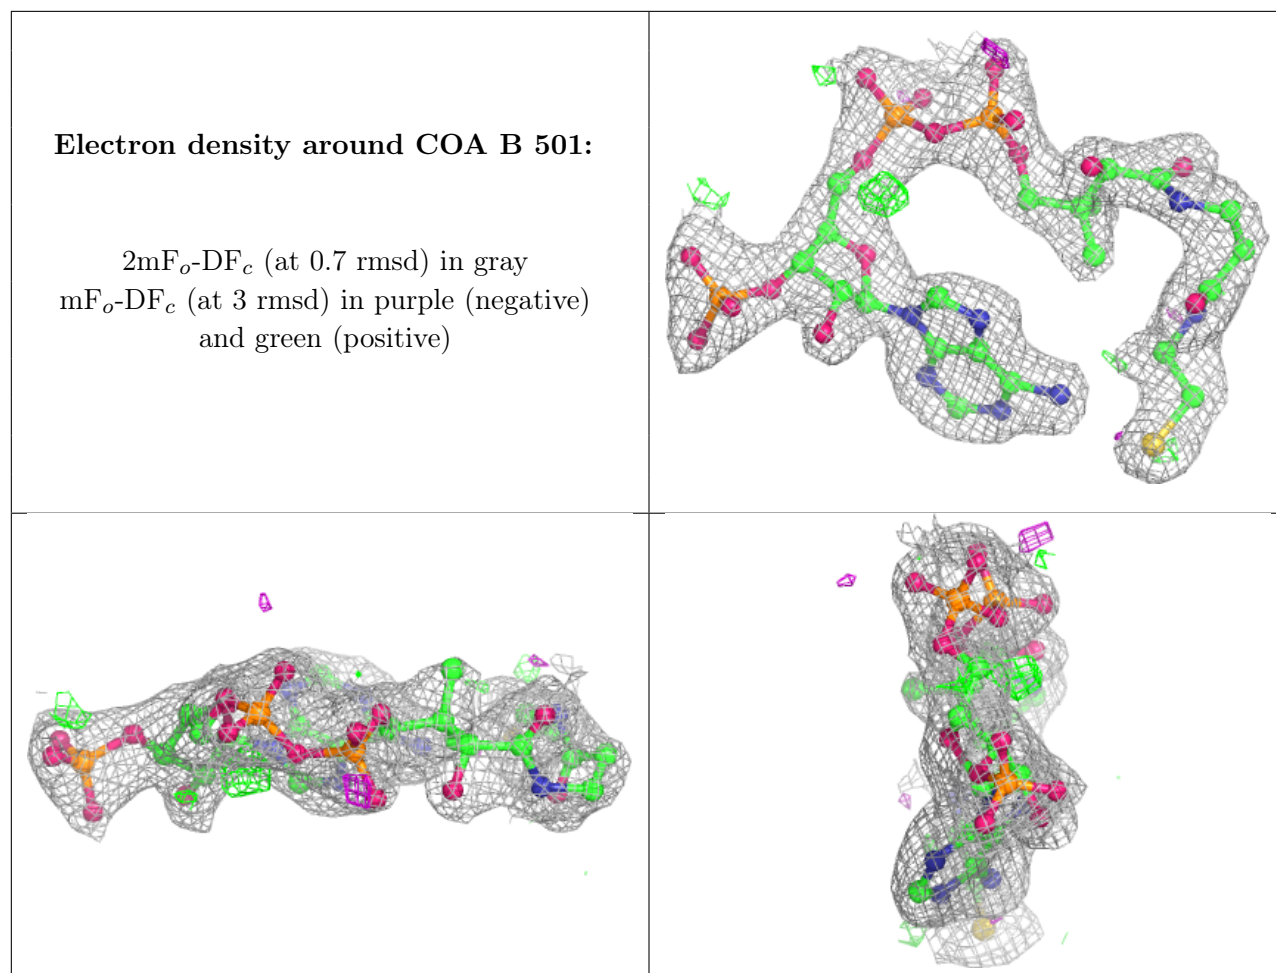 Electron density around COA B 501:
2mFₒ-DF𝒸 (at 0.7 rmsd) in gray
mFₒ-DF𝒸 (at 3 rmsd) in purple (negative)
and green (positive)